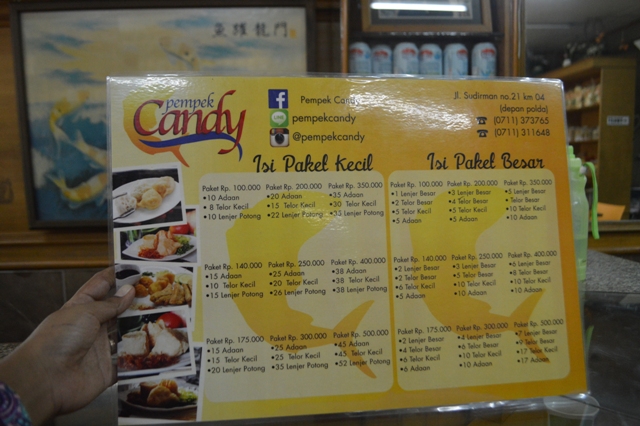 英雄龍門
pempek
Candy
Pempek Candy
pempekcandy
@pempekcandy
Jl. Sudirman no.21 km 04
(depan polda)
(0711) 373765
(0711) 311648
Isi Paket Kecil
Paket Rp. 100.000
•10 Adaan
• 8 Telor Kecil
•10 Lenjer Potong
Paket Rp. 200.000
•20 Adaan
•15 Telor Kecil
•22 Lenjer Potong
Paket Rp. 350.000
•35 Adaan
•30 Telor Kecil
•35 Lenjer Potong
Paket Rp. 140.000
•15 Adaan
•10 Telor Kecil
•15 Lenjer Potong
Paket Rp. 250.000
•25 Adaan
•20 Telor Kecil
•26 Lenjer Potong
Paket Rp. 400.000
•38 Adaan
•38 Telor Kecil
•38 Lenjer Potong
Paket Rp. 175.000
•15 Adaan
•15 Telor Kecil
•20 Lenjer Potong
Paket Rp. 300.000
•25 Adaan
•25 Telor Kecil
•35 Lenjer Potong
Paket Rp. 500.000
•45 Adaan
•45 Telor Kecil
•52 Lenjer Potong
Isi Paket Besar
Paket Rp. 100.000
•1 Lenjer Besar
•2 Telor Besar
•5 Telor Kecil
•5 Adaan
Paket Rp. 200.000
•3 Lenjer Besar
•4 Telor Besar
•5 Telor Kecil
•5 Adaan
Paket Rp. 350.000
•5 Lenjer Besar
Telor Besar
•10 Telor Kecil
•10 Adaan
Paket Rp. 140.000
•2 Lenjer Besar
•2 Telor Besar
•6 Telor Kecil
•5 Adaan
Paket Rp. 250.000
•3 Lenjer Besar
•5 Telor Besar
•10 Telor Kecil
•10 Adaan
Paket Rp. 400.000
•6 Lenjer Besar
•8 Telor Besar
•10 Telor Kecil
•10 Adaan
Paket Rp. 175.000
•2 Lenjer Besar
•4 Telor Besar
•6 Telor Kecil
•6 Adaan
Paket Rp. 300.000
•4 Lenjer Besar
•6 Telor Besar
•10 Telor Kecil
•10 Adaan
Paket Rp. 500.000
•7 Lenjer Besar
•9 Telor Besar
•17 Telor Kecil
•17 Adaan